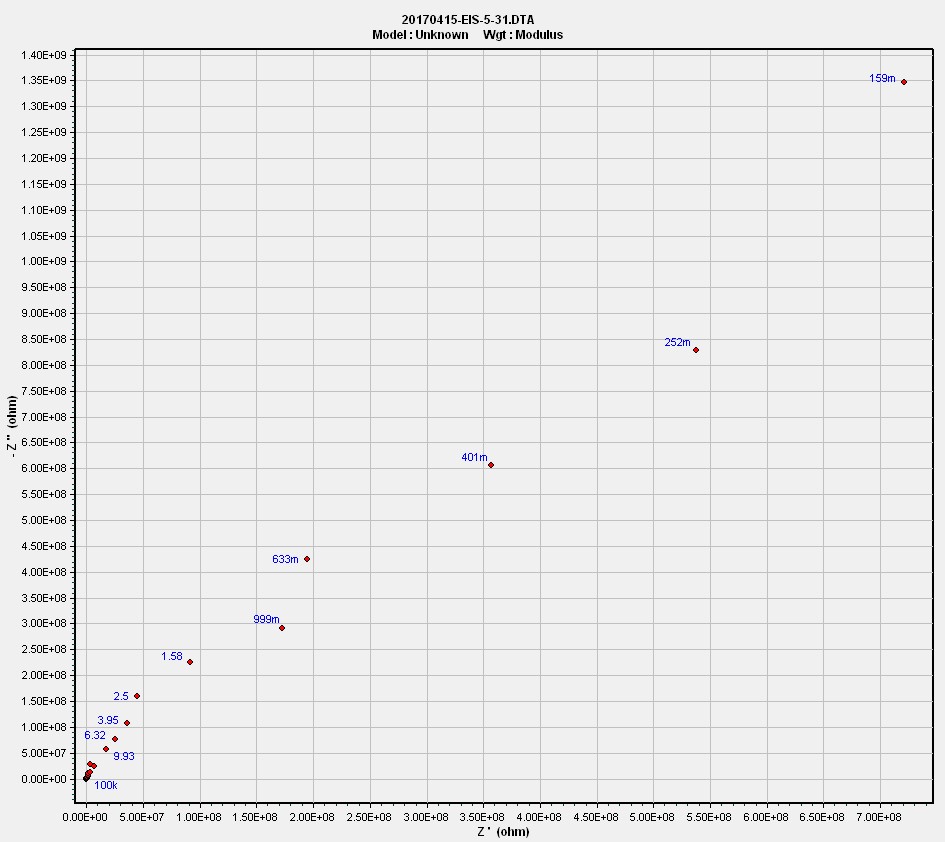 20170415-EIS-5-31.DTA
Model : Unknown Wgt : Modulus
1.40E+09
1.35E+09
1.30E+09
1.25E+09
1.20E+09
1.15E+09
1.10E+09
1.05E+09
1.00E+09
9.50E+08
9.00E+08
8.50E+08
8.00E+08
7.50E+08
7.00E+08
6.50E+08
6.00E+08
5.50E+08
5.00E+08
4.50E+08
4.00E+08
3.50E+08
3.00E+08
2.50E+08
2.00E+08
1.50E+08
1.00E+08
5.00E+07
0.00E+00
- Z '' (ohm)
159m
252m
401m
633m
999m
1.58
2.5
3.95
6.32
9.93
100k
0.00E+00 5.00E+07 1.00E+08 1.50E+08 2.00E+08 2.50E+08 3.00E+08 3.50E+08 4.00E+08 4.50E+08 5.00E+08 5.50E+08 6.00E+08 6.50E+08 7.00E+08
Z ' (ohm)